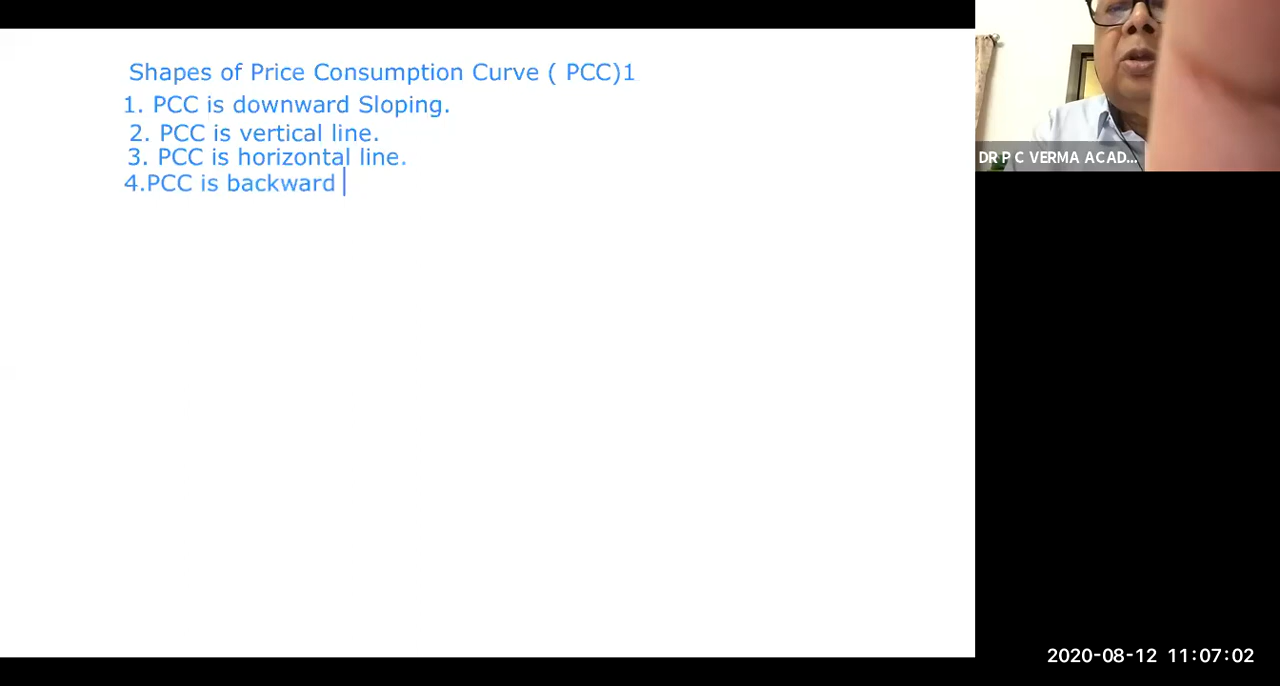 Shapes of Price Consumption Curve ( PCC)1
1. PCC is downward Sloping.
2. PCC is vertical line.
3. PCC is horizontal line.
4.PCC is backward
DR P C VERMA ACAD...
2020-08-12 11:07:02